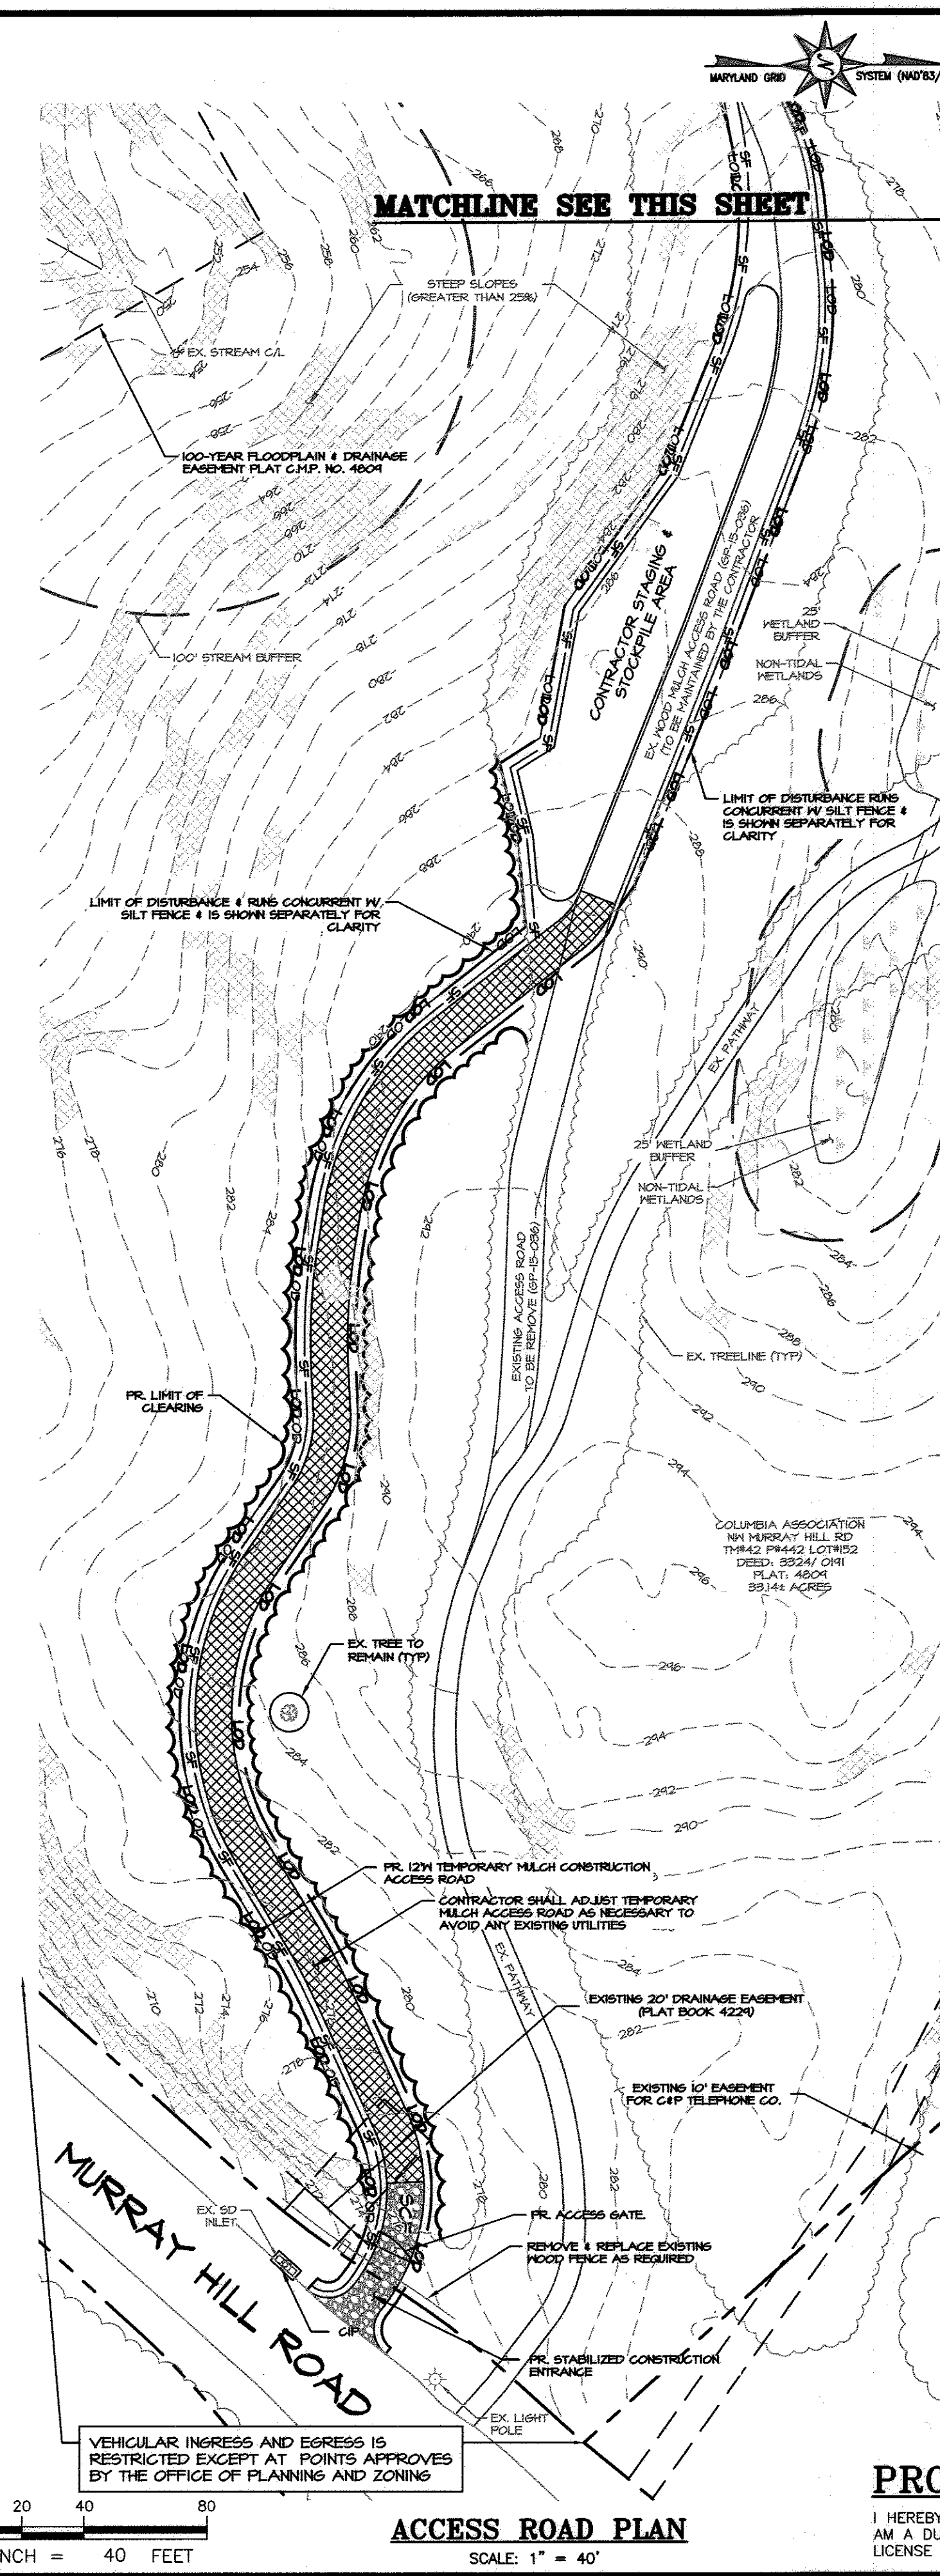 MARYLAND GRID
SYSTEM (NAD'83/
MATCHLINE SEE THIS SHEET
STEEP SLOPES
(GREATER THAN 25%)
EX. STREAM C/L
100-YEAR FLOODPLAIN & DRAINAGE
EASEMENT PLAT C.M.P. NO. 4809
100' STREAM BUFFER
CONTRACTOR STAGING &
STOCKPILE AREA
EX. WOOD MULCH ACCESS ROAD (GP-15-036)
(TO BE MAINTAINED BY THE CONTRACTOR
25'
WETLAND
BUFFER
NON-TIDAL
WETLANDS
LIMIT OF DISTURBANCE RUNS
CONCURRENT W/ SILT FENCE &
IS SHOWN SEPARATELY FOR
CLARITY
LIMIT OF DISTURBANCE & RUNS CONCURRENT W/
SILT FENCE & IS SHOWN SEPARATELY FOR
CLARITY
EX. PATHWAY
25' WETLAND
BUFFER
NON-TIDAL
WETLANDS
EXISTING ACCESS ROAD
TO BE REMOVE (GP-15-036)
EX. TREELINE (TYP)
PR. LIMIT OF
CLEARING
COLUMBIA ASSOCIATION
NW MURRAY HILL RD
TM#42 P#442 LOT#152
DEED: 3324/ 0191
PLAT: 4809
33.14± ACRES
EX. TREE TO
REMAIN (TYP)
PR. 12'W TEMPORARY MULCH CONSTRUCTION
ACCESS ROAD
CONTRACTOR SHALL ADJUST TEMPORARY
MULCH ACCESS ROAD AS NECESSARY TO
AVOID ANY EXISTING UTILITIES
EX. PATHWAY
EXISTING 20' DRAINAGE EASEMENT
(PLAT BOOK 4229)
EXISTING 10' EASEMENT
FOR C&P TELEPHONE CO.
MURRAY HILL ROAD
EX. SD
INLET
SCE
PR. ACCESS GATE.
REMOVE & REPLACE EXISTING
WOOD FENCE AS REQUIRED
CIP
PR. STABILIZED CONSTRUCTION
ENTRANCE
EX. LIGHT
POLE
VEHICULAR INGRESS AND EGRESS IS
RESTRICTED EXCEPT AT POINTS APPROVES
BY THE OFFICE OF PLANNING AND ZONING
20 40 80
NCH = 40 FEET
ACCESS ROAD PLAN
SCALE: 1" = 40'
PRO
I HEREBY
AM A DU
LICENSE